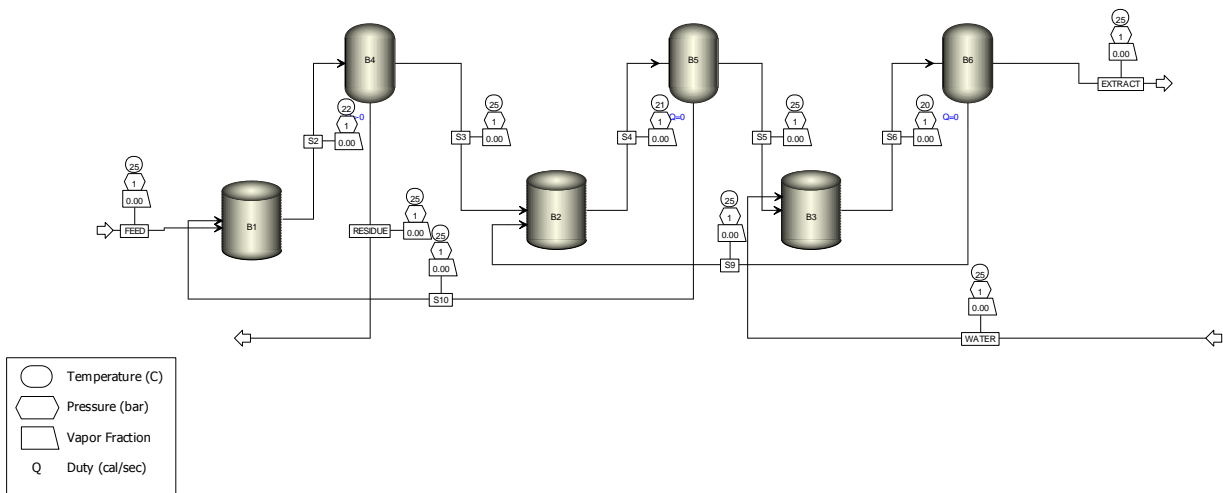 25
1
0.00
FEED
B1
22
1
0.00
S2
B4
25
1
0.00
S3
25
1
0.00
RESIDUE
25
1
0.00
S10
B2
21
1
0.00
S4
Q=0
B5
25
1
0.00
S5
25
1
0.00
S9
B3
20
1
0.00
S6
Q=0
B6
25
1
0.00
EXTRACT
25
1
0.00
WATER
Temperature (C)
Pressure (bar)
Vapor Fraction
Q Duty (cal/sec)